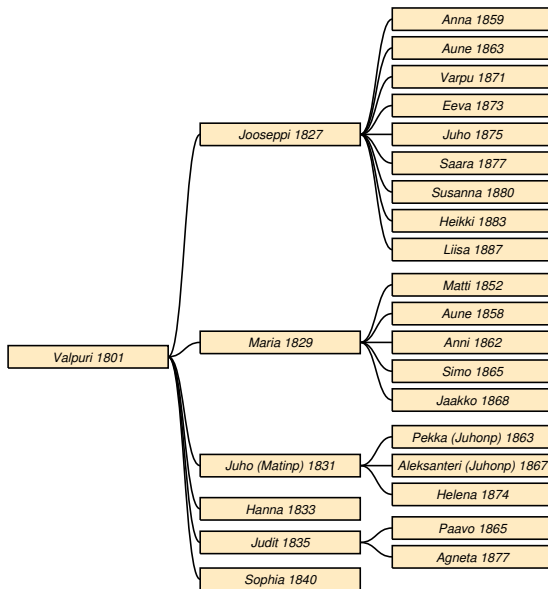 Valpuri 1801
Jooseppi 1827
Anna 1859
Aune 1863
Varpu 1871
Eeva 1873
Juho 1875
Saara 1877
Susanna 1880
Heikki 1883
Liisa 1887
Maria 1829
Matti 1852
Aune 1858
Anni 1862
Simo 1865
Jaakko 1868
Juho (Matinp) 1831
Pekka (Juhonp) 1863
Aleksanteri (Juhonp) 1867
Helena 1874
Hanna 1833
Judit 1835
Paavo 1865
Agneta 1877
Sophia 1840